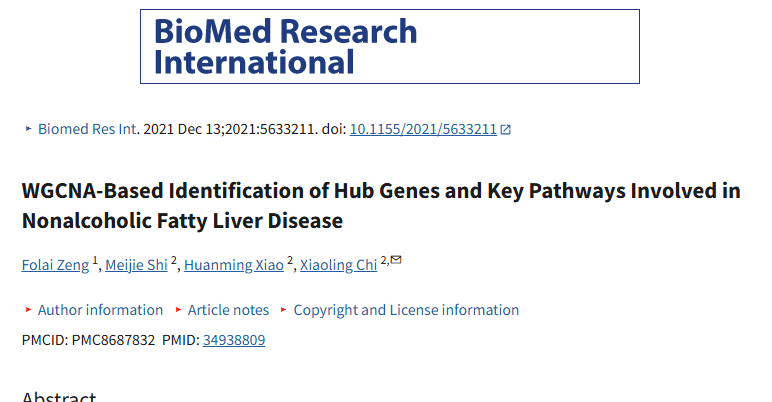 BioMed Research
International
Biomed Res Int. 2021 Dec 13;2021:5633211. doi: 10.1155/2021/5633211
WGCNA-Based Identification of Hub Genes and Key Pathways Involved in
Nonalcoholic Fatty Liver Disease
Folai Zeng 1, Meijie Shi 2, Huanming Xiao 2, Xiaoling Chi 2,
Author information Article notes Copyright and License information
PMCID: PMC8687832 PMID: 34938809
Abstract